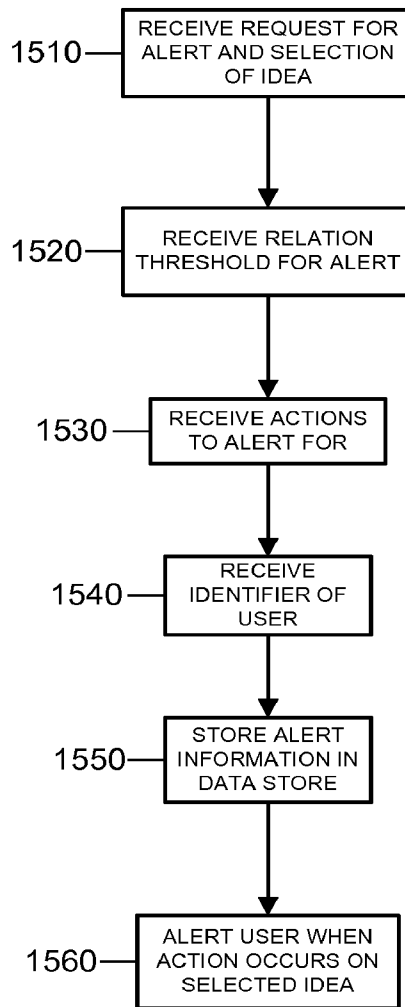 1510
RECEIVE REQUEST FOR
ALERT AND SELECTION
OF IDEA
1520
RECEIVE RELATION
THRESHOLD FOR ALERT
1530
RECEIVE ACTIONS
TO ALERT FOR
1540
RECEIVE
IDENTIFIER OF
USER
1550
STORE ALERT
INFORMATION IN
DATA STORE
1560
ALERT USER WHEN
ACTION OCCURS ON
SELECTED IDEA